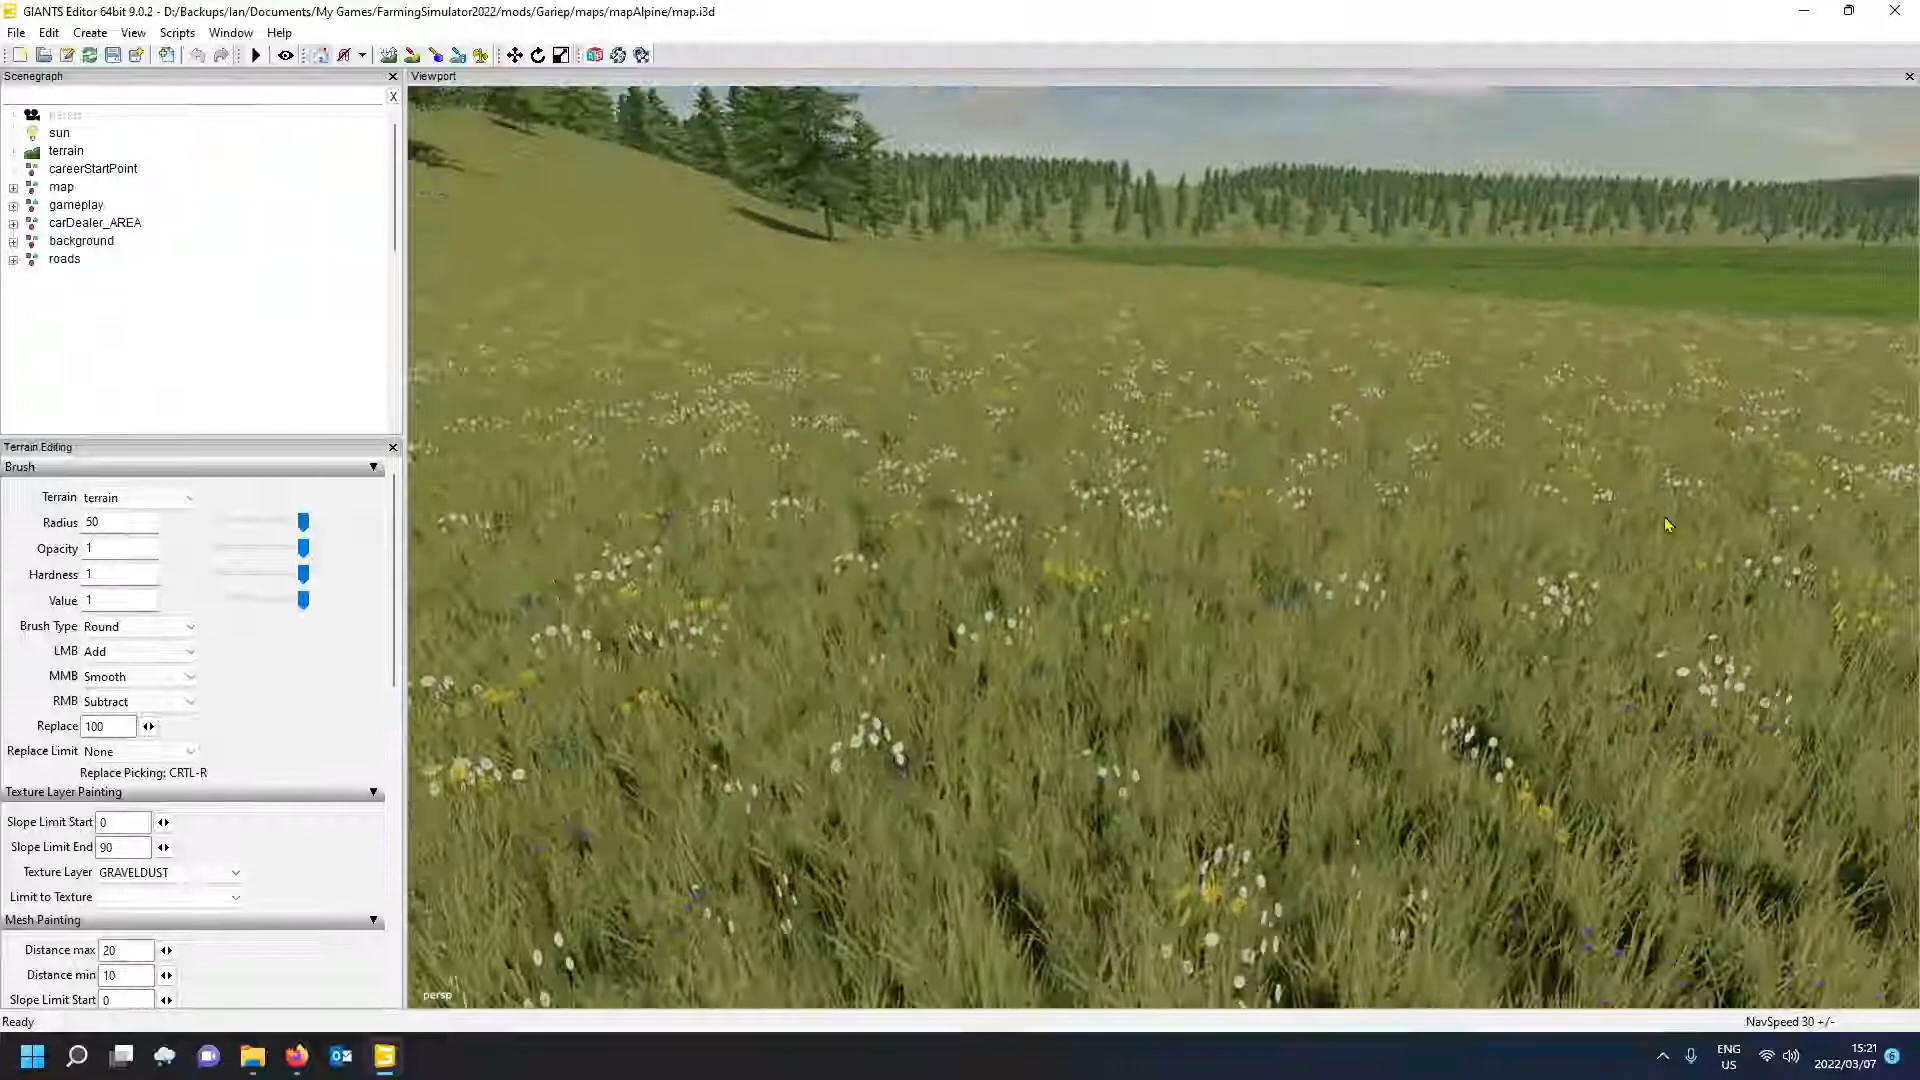 GIANTS Editor 64bit 9.0.2 - D:/Backups/Ian/Documents/My Games/FarmingSimulator2022/mods/Gariep/maps/mapAlpine/map.i3d
File Edit Create View Scripts Window Help
Scenegraph
Viewport
X
persp
sun
terrain
careerStartPoint
map
gameplay
carDealer_AREA
background
roads
Terrain Editing
Brush
Terrain terrain
Radius 50
Opacity 1
Hardness 1
Value 1
Brush Type Round
LMB Add
MMB Smooth
RMB Subtract
Replace 100
Replace Limit None
Replace Picking: CRTL-R
Texture Layer Painting
Slope Limit Start 0
Slope Limit End 90
Texture Layer GRAVELDUST
Limit to Texture
Mesh Painting
Distance max 20
Distance min 10
Slope Limit Start 0
persp
Ready
NavSpeed 30 +/-
ENG
US
15:21
2022/03/07
6